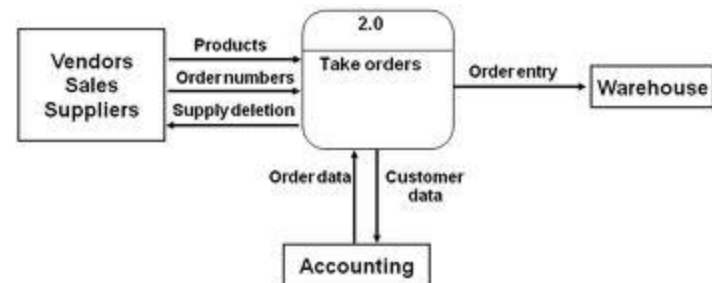 2.0
Products
Vendors
Sales
Suppliers
Take orders
Order numbers
Order entry
Warehouse
Supply deletion
Order data
Customer
data
Accounting